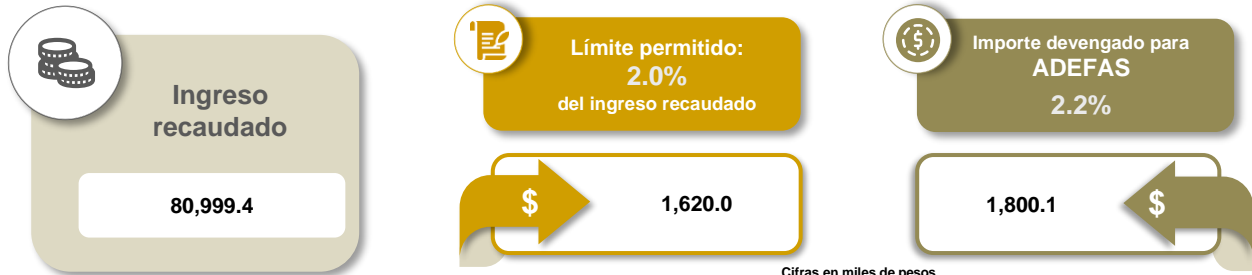 Ingreso
recaudado
80,999.4
Límite permitido:
2.0%
del ingreso recaudado
$
1,620.0
Importe devengado para
ADEFAS
2.2%
1,800.1
$
Cifras en miles de pesos